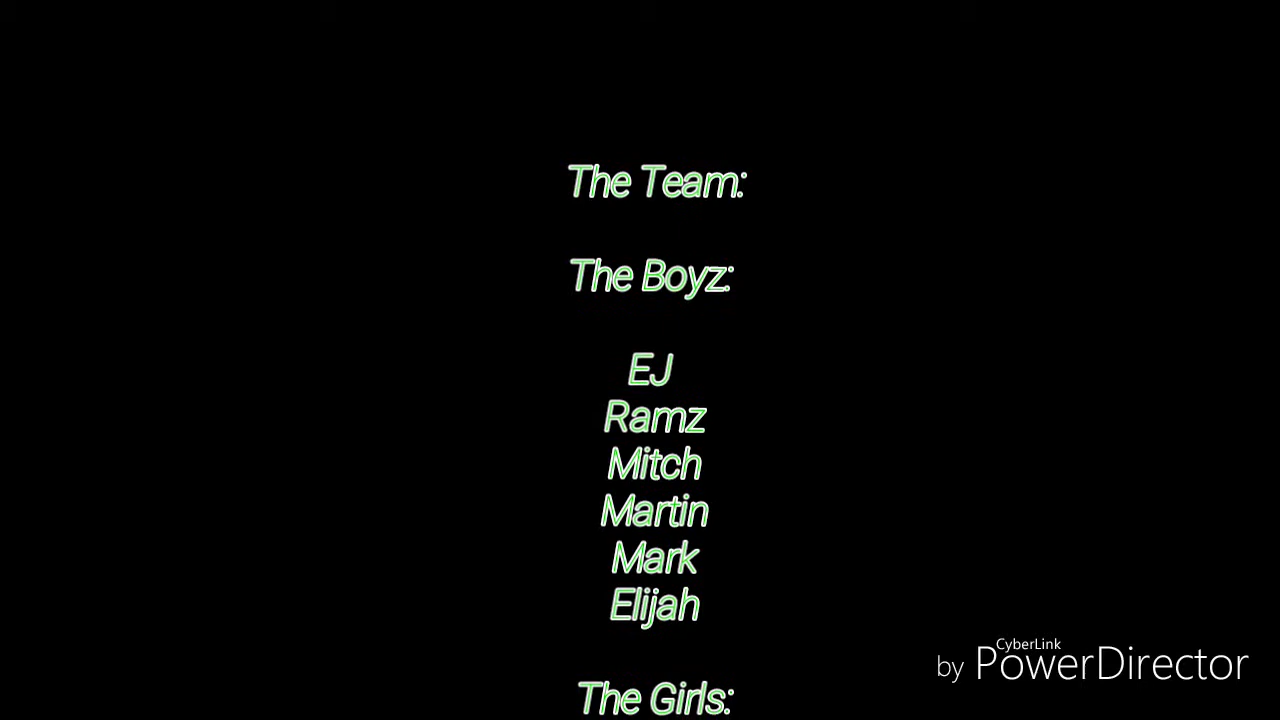 The Team:
The Boyz:
EJ
Ramz
Mitch
Martin
Mark
Elijah
The Girls:
CyberLink
by PowerDirector